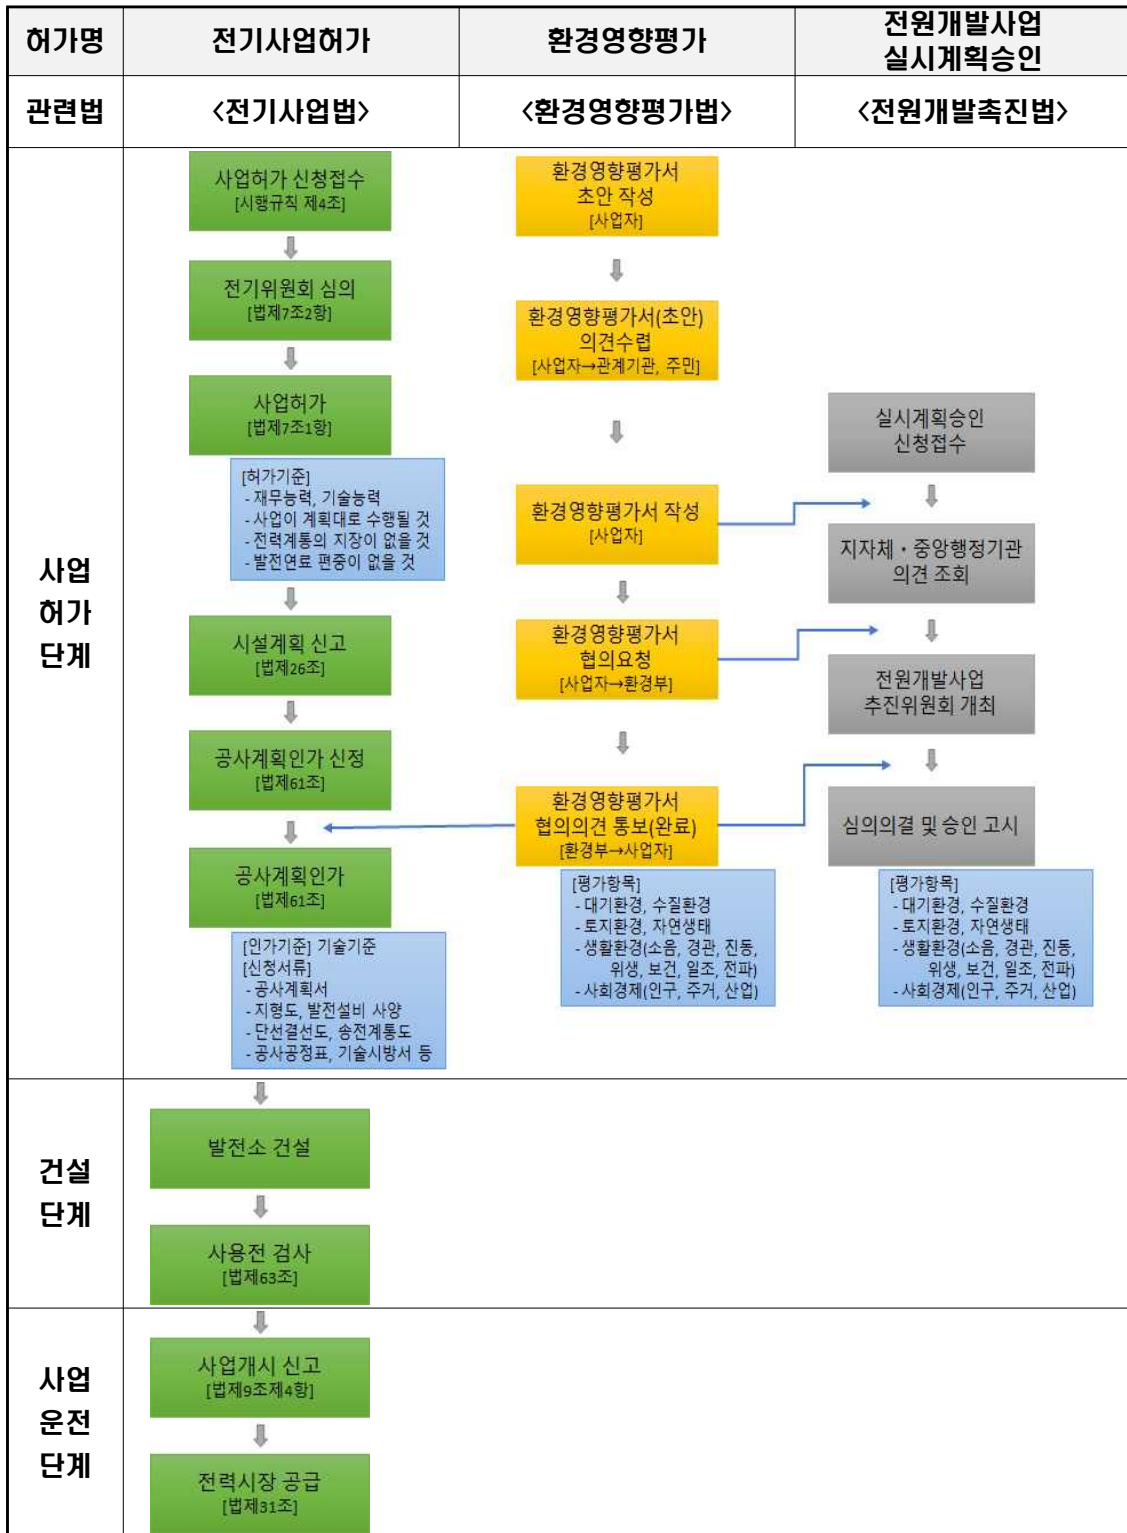 허가명
전기사업허가
환경영향평가
전원개발사업
실시계획승인
관련법
<전기사업법>
<환경영향평가법>
<전원개발촉진법>
사업
허가
단계
사업허가 신청접수
[시행규칙 제4조]
전기위원회 심의
[법제7조2항]
사업허가
[법제7조1항]
[허가기준]
- 재무능력, 기술능력
- 사업이 계획대로 수행될 것
- 전력계통의 지장이 없을 것
- 발전연료 편중이 없을 것
시설계획 신고
[법제26조]
공사계획인가 신정
[법제61조]
공사계획인가
[법제61조]
[인가기준] 기술기준
[신청서류]
- 공사계획서
- 지형도, 발전설비 사양
- 단선결선도, 송전계통도
- 공사공정표, 기술시방서 등
환경영향평가서
초안 작성
[사업자]
환경영향평가서(초안)
의견수렵
[사업자→관계기관, 주민]
환경영향평가서 작성
[사업자]
환경영향평가서
협의요청
[사업자→환경부]
환경영향평가서
협의의견 통보(완료)
[환경부→사업자]
[평가항목]
- 대기환경, 수질환경
- 토지환경, 자연생태
- 생활환경(소음, 경관, 진동,
위생, 보건, 일조, 전파)
- 사회경제(인구, 주거, 산업)
실시계획승인
신청접수
지자체・중앙행정기관
의견 조회
전원개발사업
추진위원회 개최
심의의결 및 승인 고시
[평가항목]
- 대기환경, 수질환경
- 토지환경, 자연생태
- 생활환경(소음, 경관, 진동,
위생, 보건, 일조, 전파)
- 사회경제(인구, 주거, 산업)
건설
단계
발전소 건설
사용전 검사
[법제63조]
사업
운전
단계
사업개시 신고
[법제9조제4항]
전력시장 공급
[법제31조]